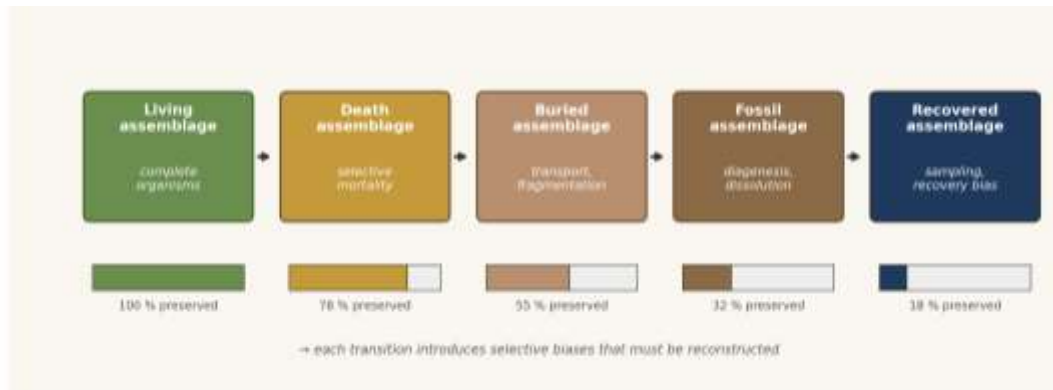 Living
assemblage
complete
organisms
Death
assemblage
selective
mortality
Buried
assemblage
transport,
fragmentation
Fossil
assemblage
diagenesis,
dissolution
Recovered
assemblage
sampling,
recovery bias
100 % preserved
78 % preserved
55 % preserved
32 % preserved
18 % preserved
→ each transition introduces selective biases that must be reconstructed